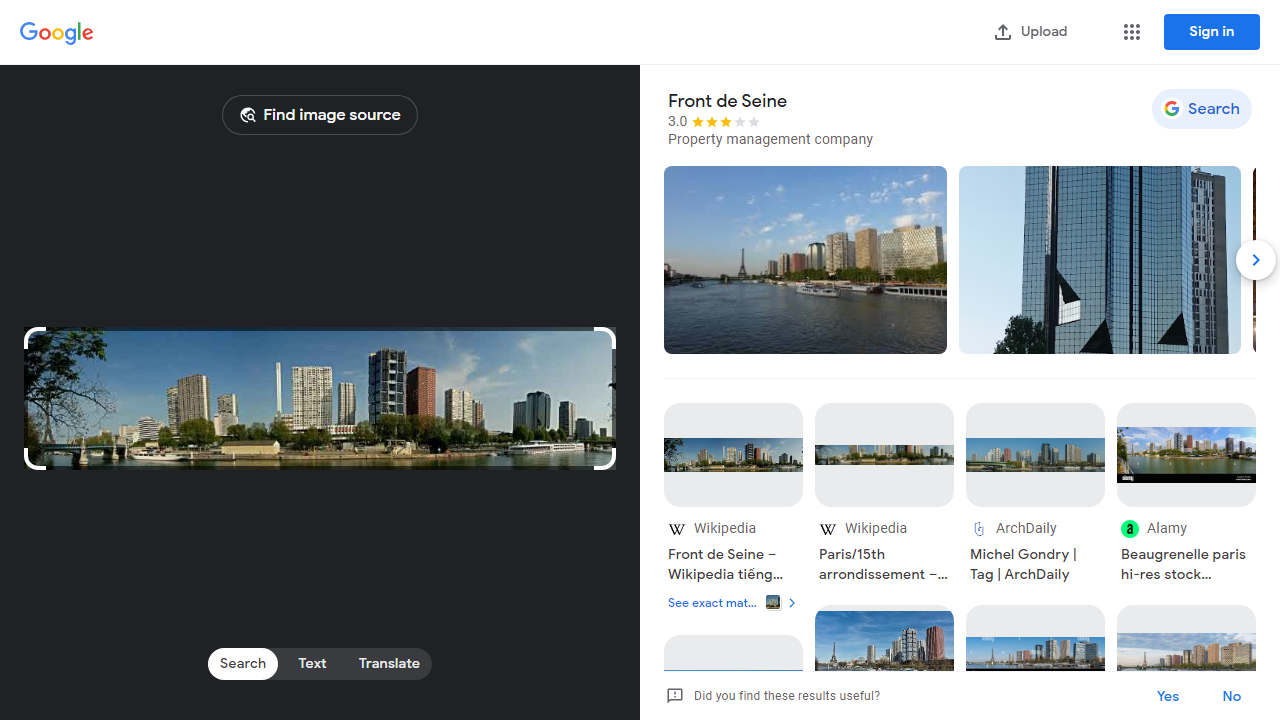 Google
Upload
Sign in
Find image source
Front de Seine
Search
3.0
Property management company
Wikipedia
Wikipedia
ArchDaily
a Alamy
Front de Seine –
Wikipedia tiếng...
Paris/15th
arrondissement –...
Michel Gondry |
Tag | ArchDaily
Beaugrenelle paris
hi-res stock...
See exact mat...
Search
Text
Translate
Did you find these results useful?
Yes
No